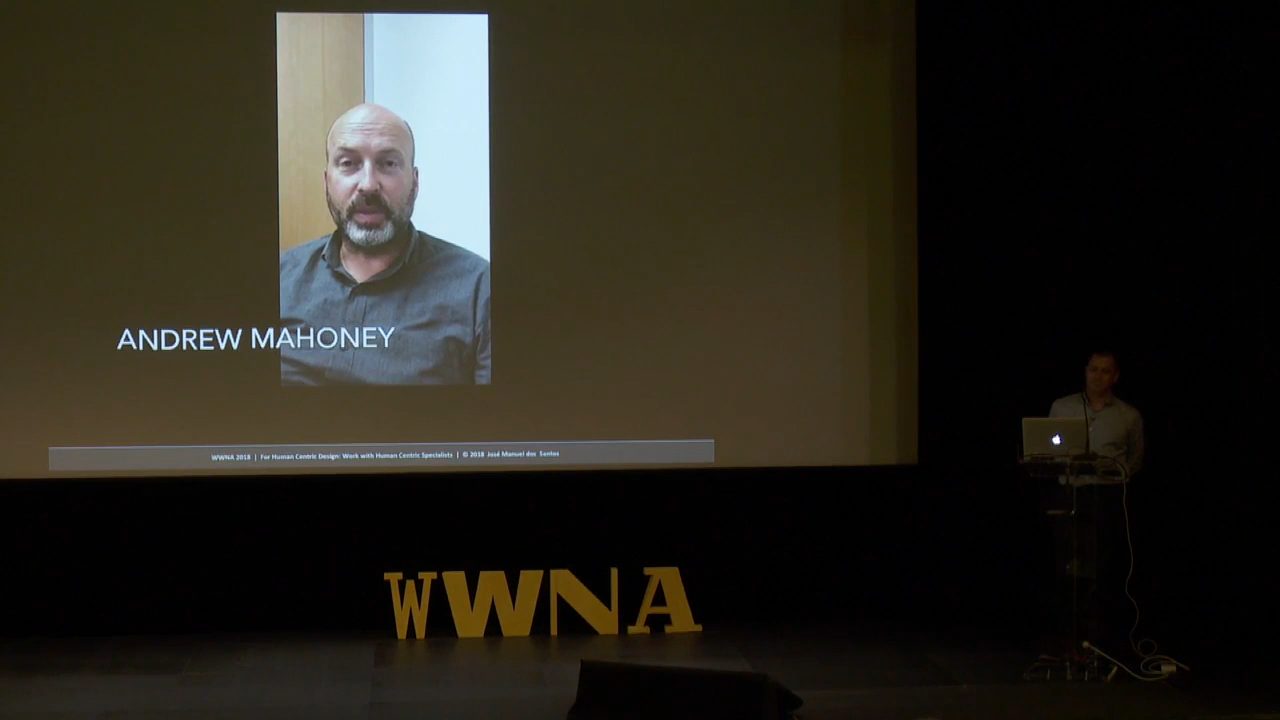 ANDREW MAHONEY
WWNA 2018 | For Human Centric Design: Work with Human Centric Specialists | © 2018 José Manuel dos Santos
WWNA